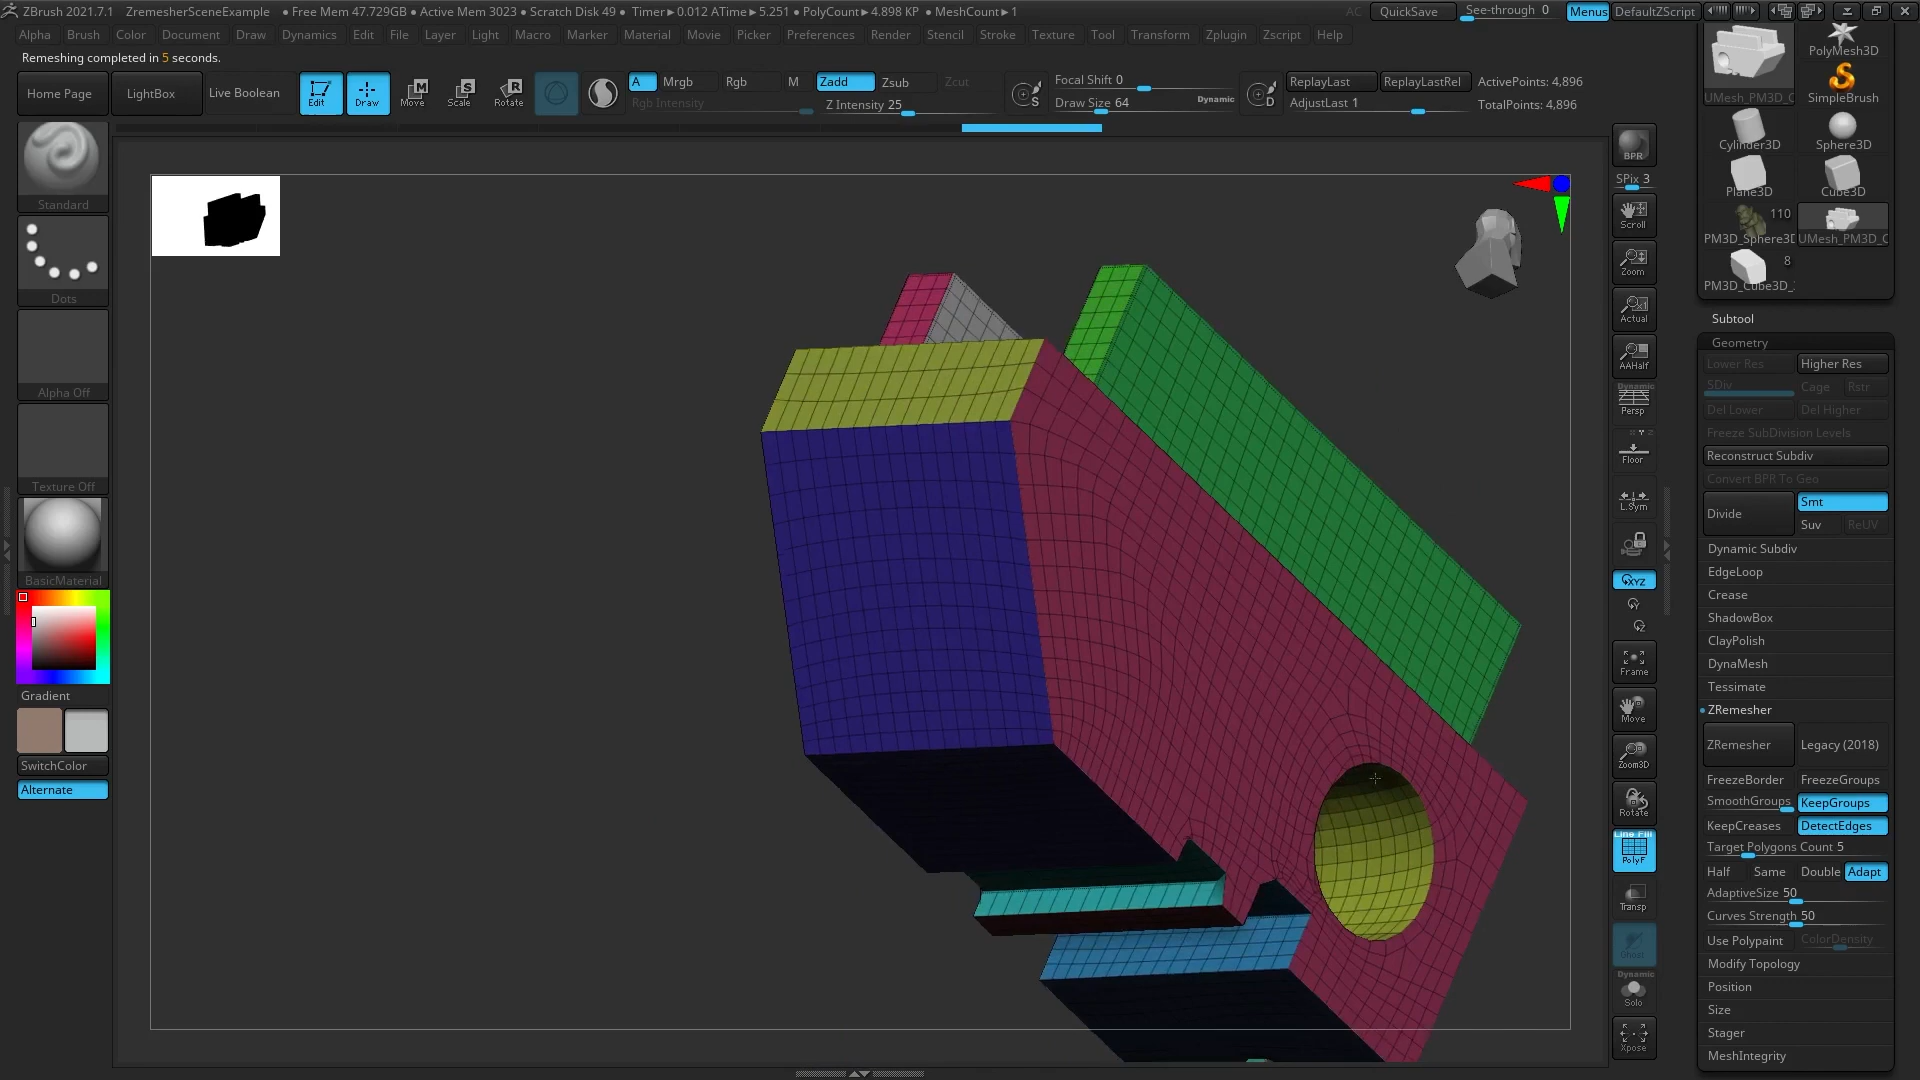 ZBrush 2021.7.1 ZremesherSceneExample ● Free Mem 47.729GB ● Active Mem 3023 ● Scratch Disk 49 ● Timer►0.012 ATime►5.251 ● PolyCount►4.898 KP ● MeshCount►1 AC QuickSave See-through 0 Menus DefaultZScript
Alpha Brush Color Document Draw Dynamics Edit File Layer Light Macro Marker Material Movie Picker Preferences Render Stencil Stroke Texture Tool Transform Zplugin Zscript Help
Remeshing completed in 5 seconds.
Home Page LightBox Live Boolean Edit Draw Move Scale Rotate
A Mrgb Rgb M Zadd Zsub Zcut
Rgb Intensity Z Intensity 25
S
Focal Shift 0
Draw Size 64 Dynamic
D
ReplayLast ReplayLastRel ActivePoints: 4,896
AdjustLast 1 TotalPoints: 4,896
Standard
Dots
Alpha Off
Texture Off
BasicMaterial
Gradient
SwitchColor
Alternate
BPR
SPix 3
Scroll
Zoom
Actual
AAHalf
Dynamic
Persp
Floor
L.Sym
XYZ
Y
Z
Frame
Move
Zoom3D
Rotate
Line Fill
PolyF
Transp
Ghost
Dynamic
Solo
Xpose
PolyMesh3D
UMesh_PM3D_C SimpleBrush
Cylinder3D Sphere3D
Plane3D Cube3D
110
PM3D_Sphere3D UMesh_PM3D_C
8
PM3D_Cube3D_
Subtool
Geometry
Lower Res Higher Res
SDiv Cage Rstr
Del Lower Del Higher
Freeze SubDivision Levels
Reconstruct Subdiv
Convert BPR To Geo
Divide Smt
Suv ReUV
Dynamic Subdiv
EdgeLoop
Crease
ShadowBox
ClayPolish
DynaMesh
Tessimate
ZRemesher
ZRemesher Legacy (2018)
FreezeBorder FreezeGroups
SmoothGroups KeepGroups
KeepCreases DetectEdges
Target Polygons Count 5
Half Same Double Adapt
AdaptiveSize 50
Curves Strength 50
Use Polypaint ColorDensity
Modify Topology
Position
Size
Stager
MeshIntegrity